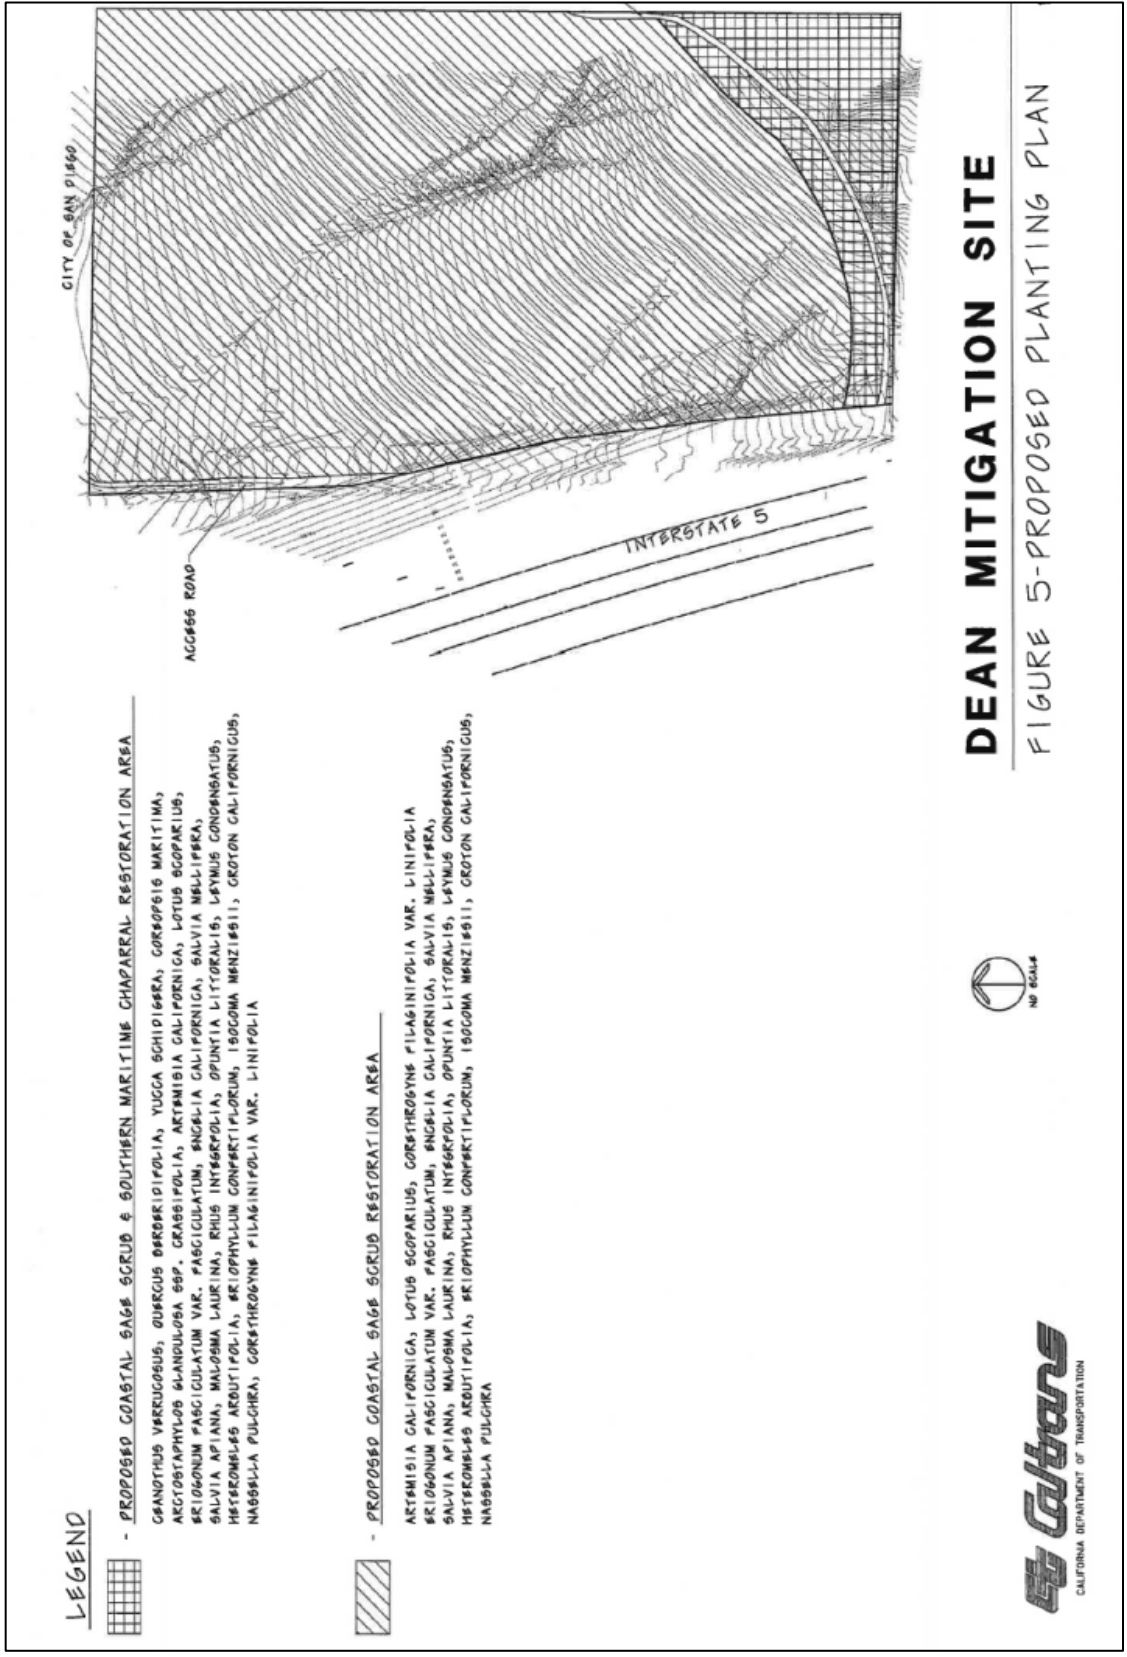 LEGEND
CITY OF SAN DIEGO
- PROPOSED COASTAL SAGE SCRUB & SOUTHERN MARITIME CHAPARRAL RESTORATION AREA
CEANOTHUS VERRUCOSUS, QUERCUS BERBERIDIFOLIA, YUCCA SCHIDIGERA, COREOPSIS MARITIMA,
ARCTOSTAPHYLOS GLANDULOSA SSP. CRASSIFOLIA, ARTEMISIA CALIFORNICA, LOTUS SCOPARIUS,
ERIOGONUM FASCICULATUM VAR. FASCICULATUM, ENCELIA CALIFORNICA, SALVIA MELLIFERA,
SALVIA APIANA, MALOSMA LAURINA, RHUS INTEGRFOLIA, OPUNTIA LITTORALIS, LEYMUS CONDENSATUS,
HETEROMELES ARBUTIFOLIA, ERIOPHYLLUM CONFERTIFLORUM, ISOCOMA MENZIESII, CROTON CALIFORNICUS,
NASSELLA PULCHRA, CORETHROGYNE FILAGINIFOLIA VAR. LINIFOLIA
ACCESS ROAD
- PROPOSED COASTAL SAGE SCRUB RESTORATION AREA
ARTEMISIA CALIFORNICA, LOTUS SCOPARIUS, CORETHROGYNE FILAGINIFOLIA VAR. LINIFOLIA
ERIOGONUM FASCICULATUM VAR. FASCICULATUM, ENCELIA CALIFORNICA, SALVIA MELLIFERA,
SALVIA APIANA, MALOSMA LAURINA, RHUS INTEGRFOLIA, OPUNTIA LITTORALIS, LEYMUS CONDENSATUS,
HETEROMELES ARBUTIFOLIA, ERIOPHYLLUM CONFERTIFLORUM, ISOCOMA MENZIESII, CROTON CALIFORNICUS,
NASSELLA PULCHRA
INTERSTATE 5
DEAN MITIGATION SITE
FIGURE 5-PROPOSED PLANTING PLAN
NO SCALE
Caltrans
CALIFORNIA DEPARTMENT OF TRANSPORTATION